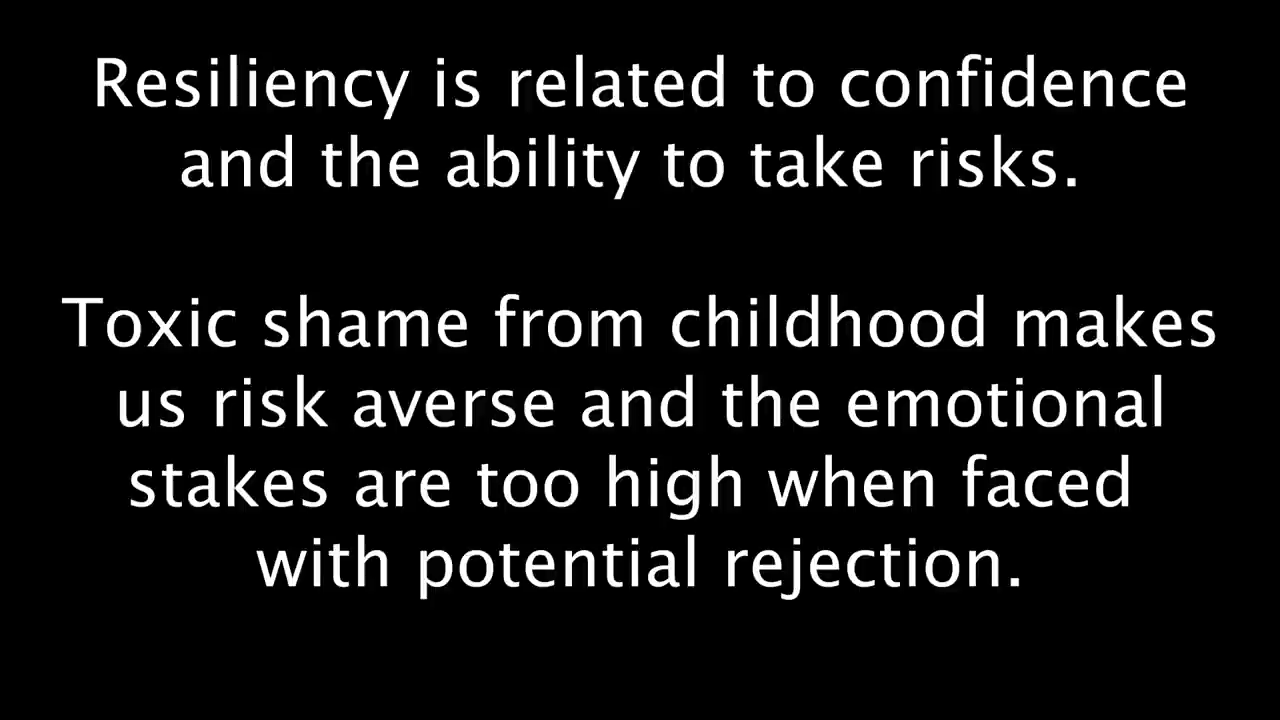 Resiliency is related to confidence
and the ability to take risks.
Toxic shame from childhood makes
us risk averse and the emotional
stakes are too high when faced
with potential rejection.